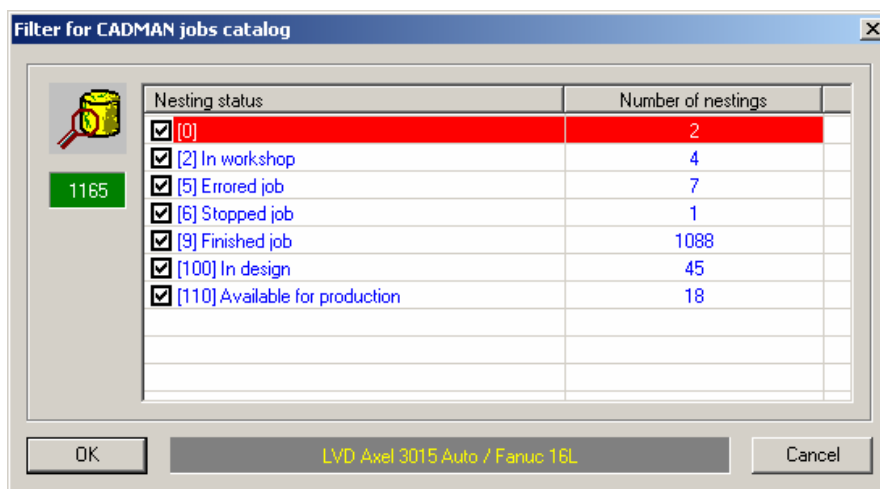 Filter for CADMAN jobs catalog
Nesting status Number of nestings
[0] 2
[2] In workshop 4
[5] Errored job 7
[6] Stopped job 1
[9] Finished job 1088
[100] In design 45
[110] Available for production 18
1165
OK LVD Axel 3015 Auto / Fanuc 16L Cancel